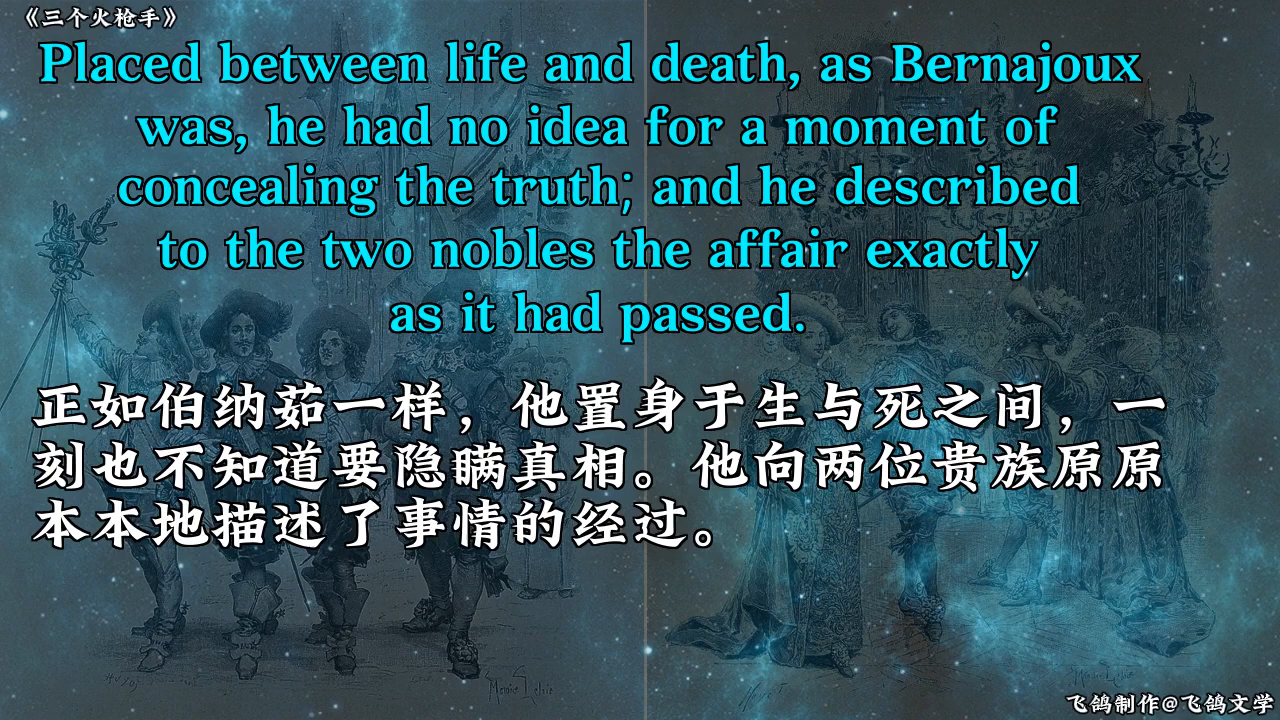 《三个火枪手》
Placed between life and death, as Bernajoux
was, he had no idea for a moment of
concealing the truth; and he described
to the two nobles the affair exactly
as it had passed.
正如伯纳茹一样，他置身于生与死之间，一
刻也不知道要隐瞒真相。他向两位贵族原原
本本地描述了事情的经过。
飞鸽制作@飞鸽文学